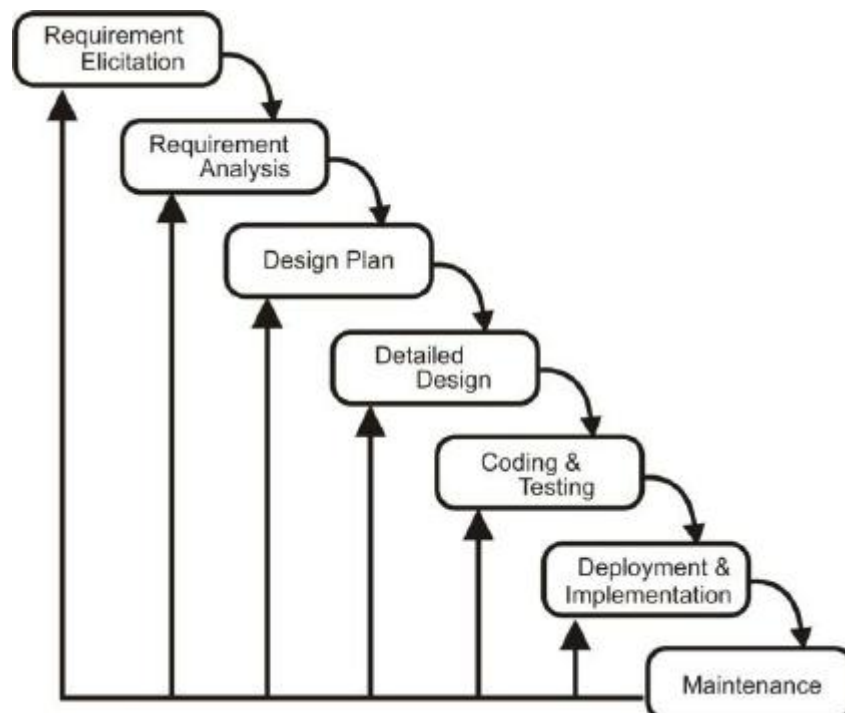 Requirement
Elicitation
Requirement
Analysis
Design Plan
Detailed
Design
Coding &
Testing
Deployment &
Implementation
Maintenance